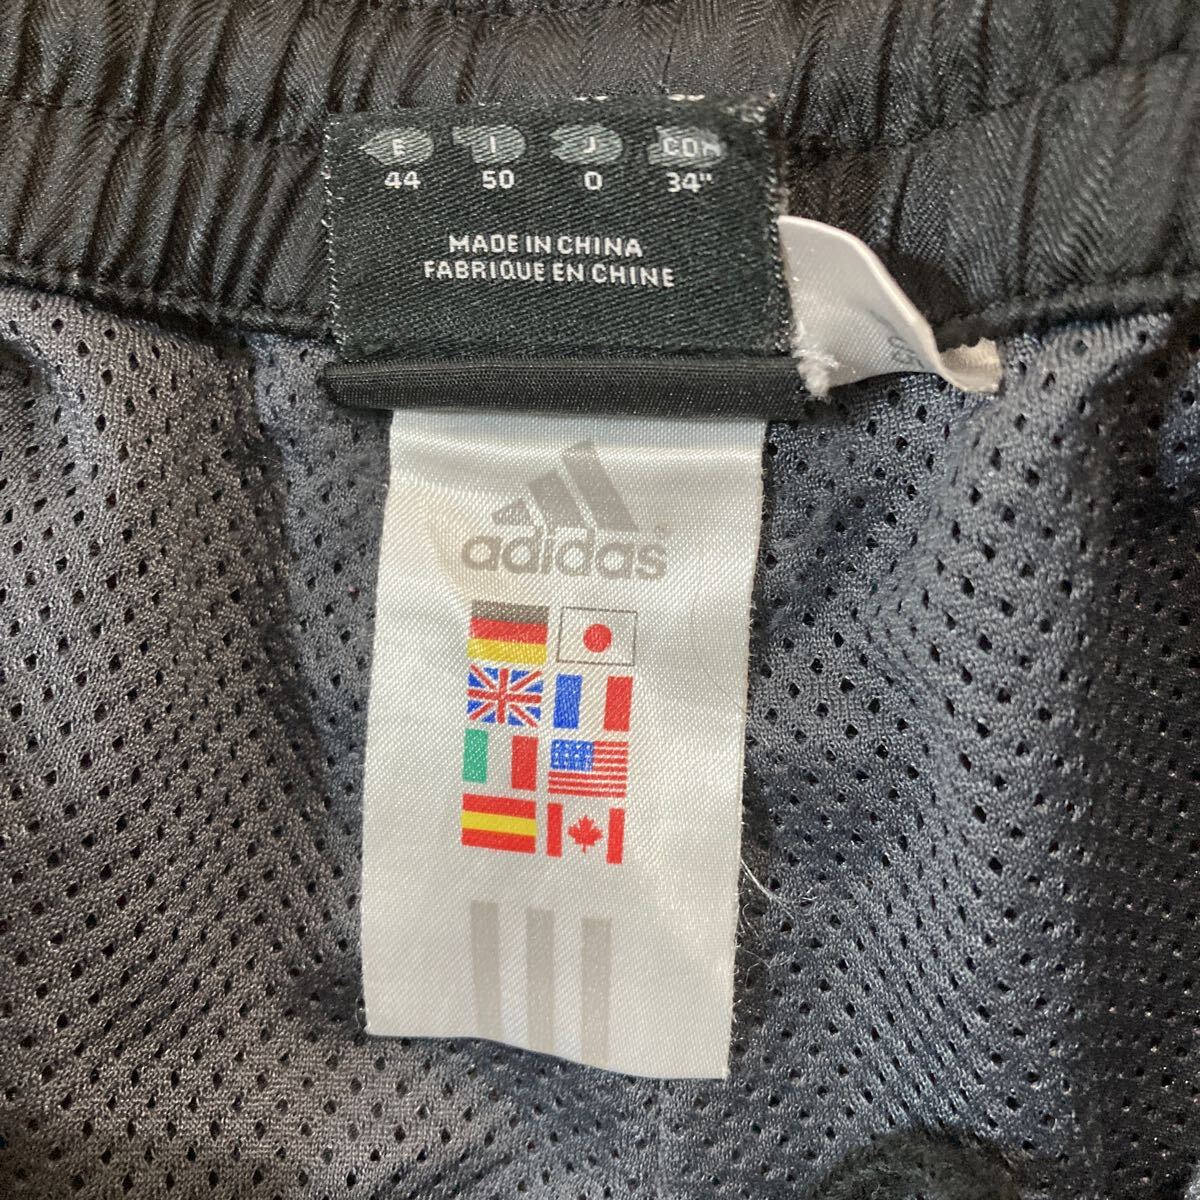 E I J CDN
44 50 O 34"
MADE IN CHINA
FABRIQUE EN CHINE
adidas